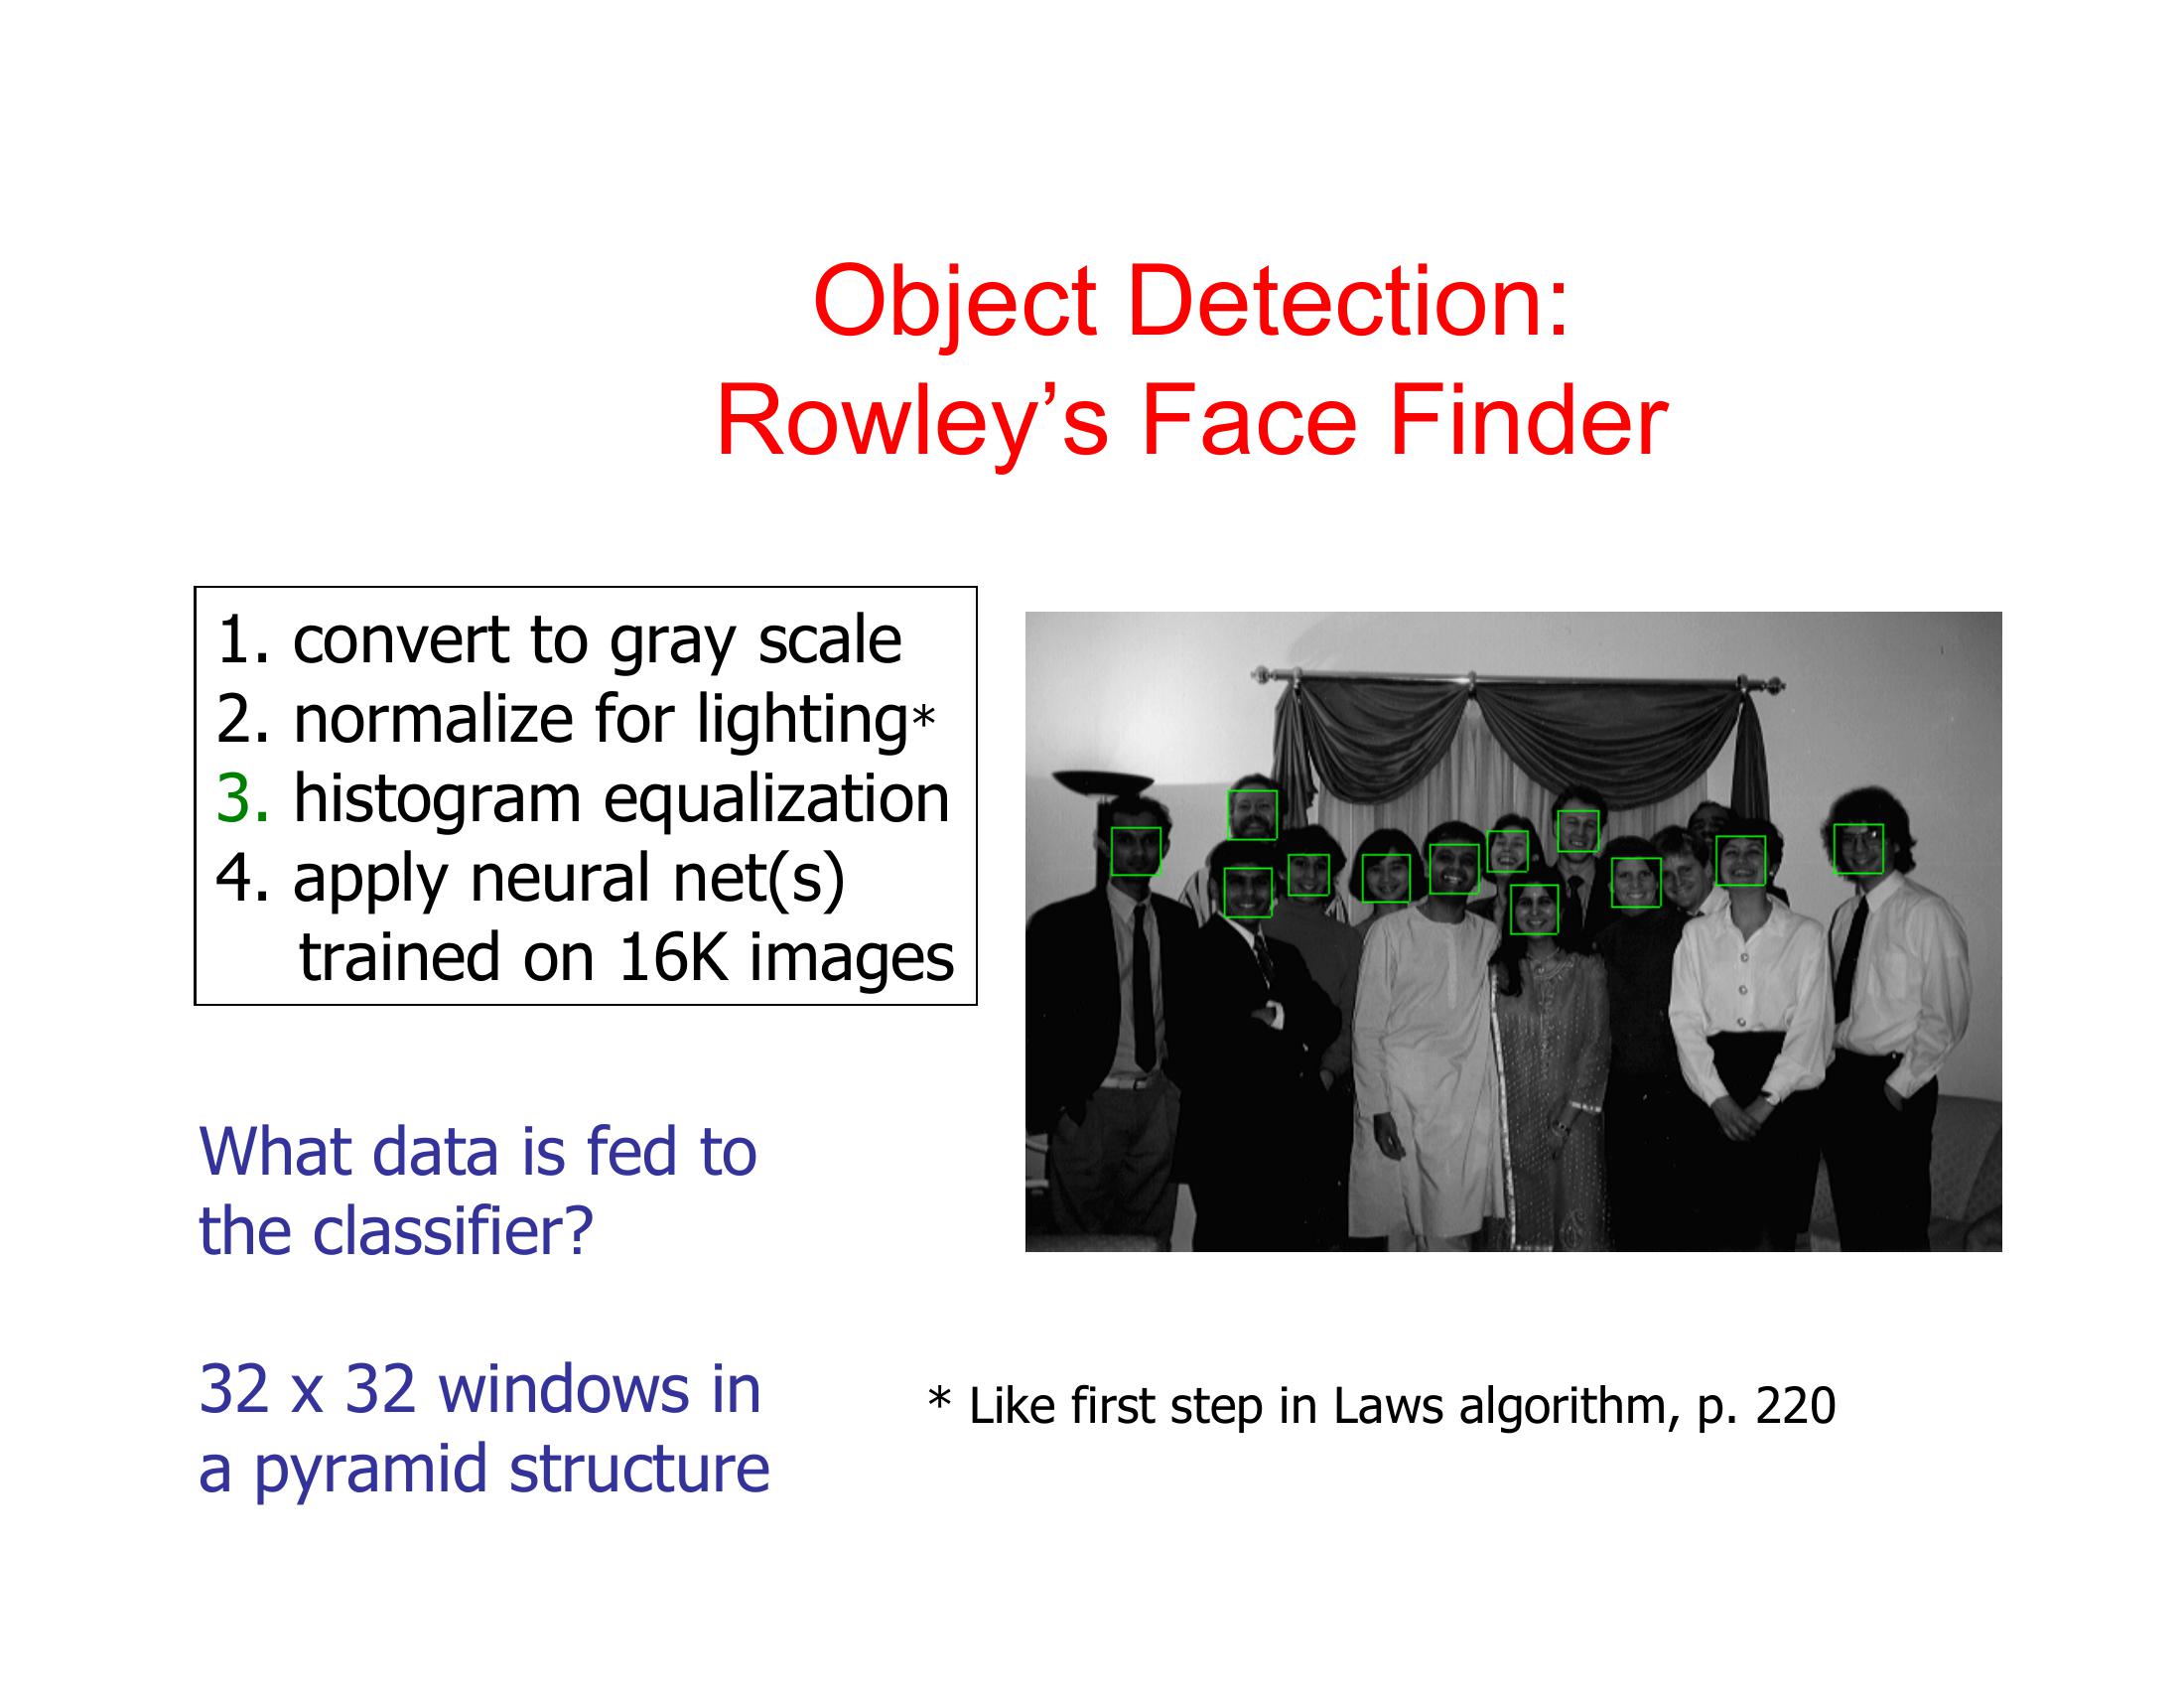 Object Detection:
Rowley’s Face Finder
1. convert to gray scale
2. normalize for lighting*
3. histogram equalization
4. apply neural net(s)
trained on 16K images
What data is fed to
the classifier?
32 x 32 windows in
a pyramid structure
* Like first step in Laws algorithm, p. 220